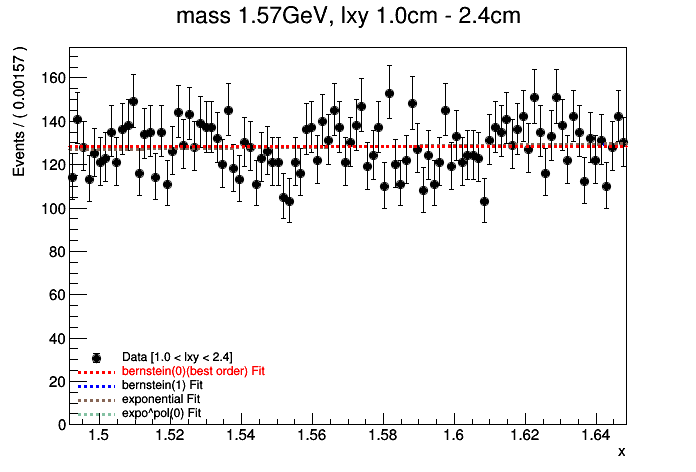 mass 1.57GeV, lxy 1.0cm - 2.4cm
Events / ( 0.00157 )
160
140
120
100
80
60
40
20
0
Data [1.0 < lxy < 2.4]
bernstein(0)(best order) Fit
bernstein(1) Fit
exponential Fit
expo^pol(0) Fit
1.5 1.52 1.54 1.56 1.58 1.6 1.62 1.64
x